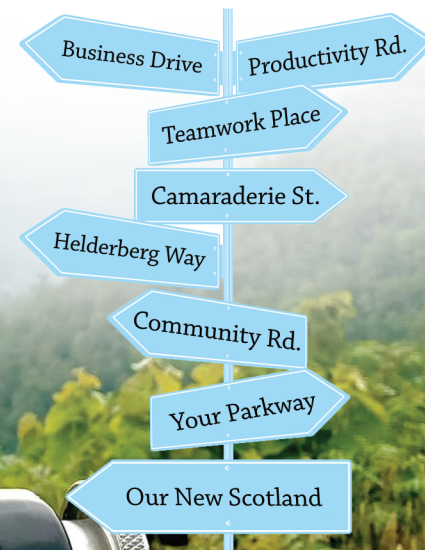 Business Drive
Productivity Rd.
Teamwork Place
Camaraderie St.
Helderberg Way
Community Rd.
Your Parkway
Our New Scotland